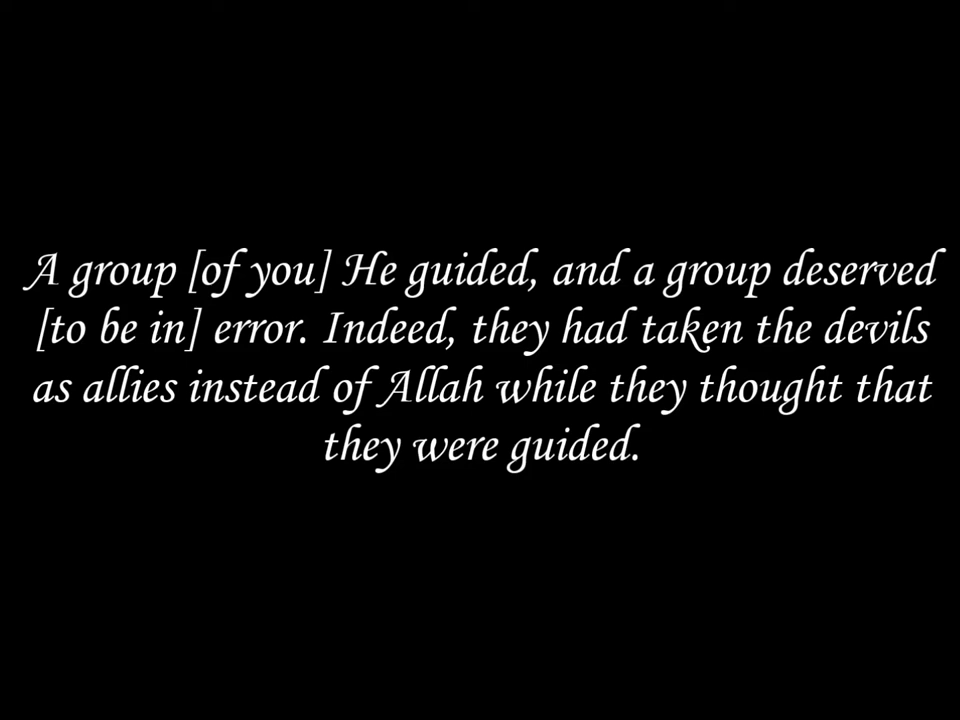 A group [of you] He guided, and a group deserved
[to be in] error. Indeed, they had taken the devils
as allies instead of Allah while they thought that
they were guided.